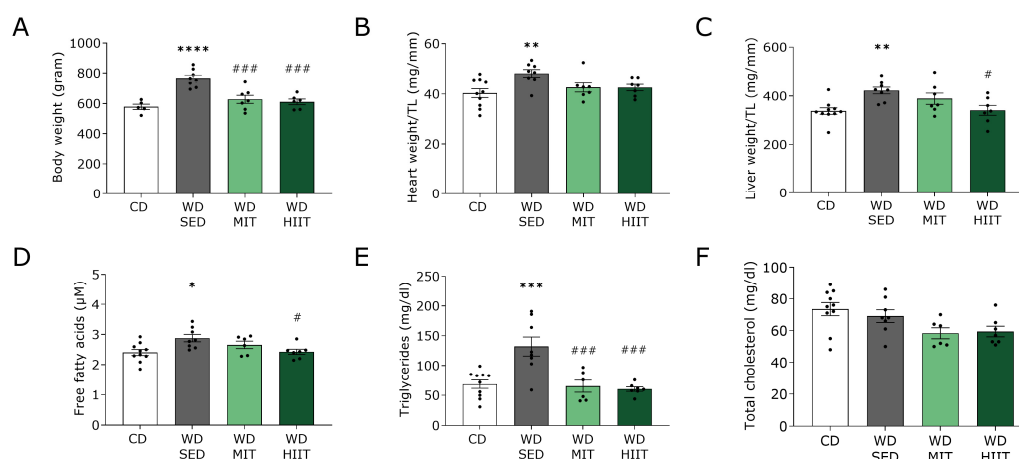 A
Body weight (gram)
1000
800
600
400
200
0
****
###
###
CD
WD
SED
WD
MIT
WD
HIIT
B
Heart weight/TL (mg/mm)
60
40
20
0
**
CD
WD
SED
WD
MIT
WD
HIIT
C
Liver weight/TL (mg/mm)
600
400
200
0
**
#
CD
WD
SED
WD
MIT
WD
HIIT
D
Free fatty acids (µM)
5
4
3
2
1
0
*
#
CD
WD
SED
WD
MIT
WD
HIIT
E
Triglycerides (mg/dl)
250
200
150
100
50
0
***
###
###
CD
WD
SED
WD
MIT
WD
HIIT
F
Total cholesterol (mg/dl)
100
80
60
40
20
0
CD
WD
SED
WD
MIT
WD
HIIT